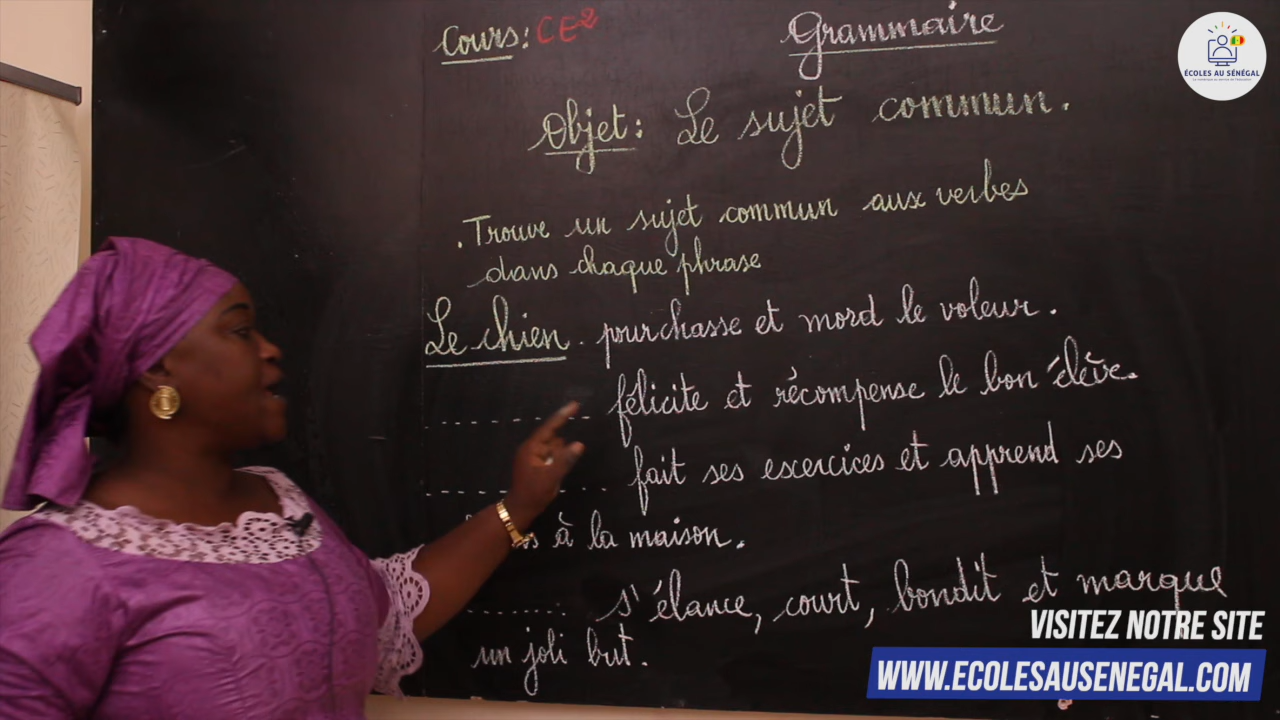 Cours: CE2
Grammaire
ÉCOLES AU SÉNÉGAL
Objet: Le sujet commun.
. Trouve un sujet commun aux verbes
dans chaque phrase
Le chien . pourchasse et mord le voleur.
.......... félicite et récompense le bon élève.
.......... fait ses escercices et apprend ses
à la maison.
.......... s'élance, court, bondit et marque
un joli but.
VISITEZ NOTRE SITE
WWW.ECOLESAUSENEGAL.COM